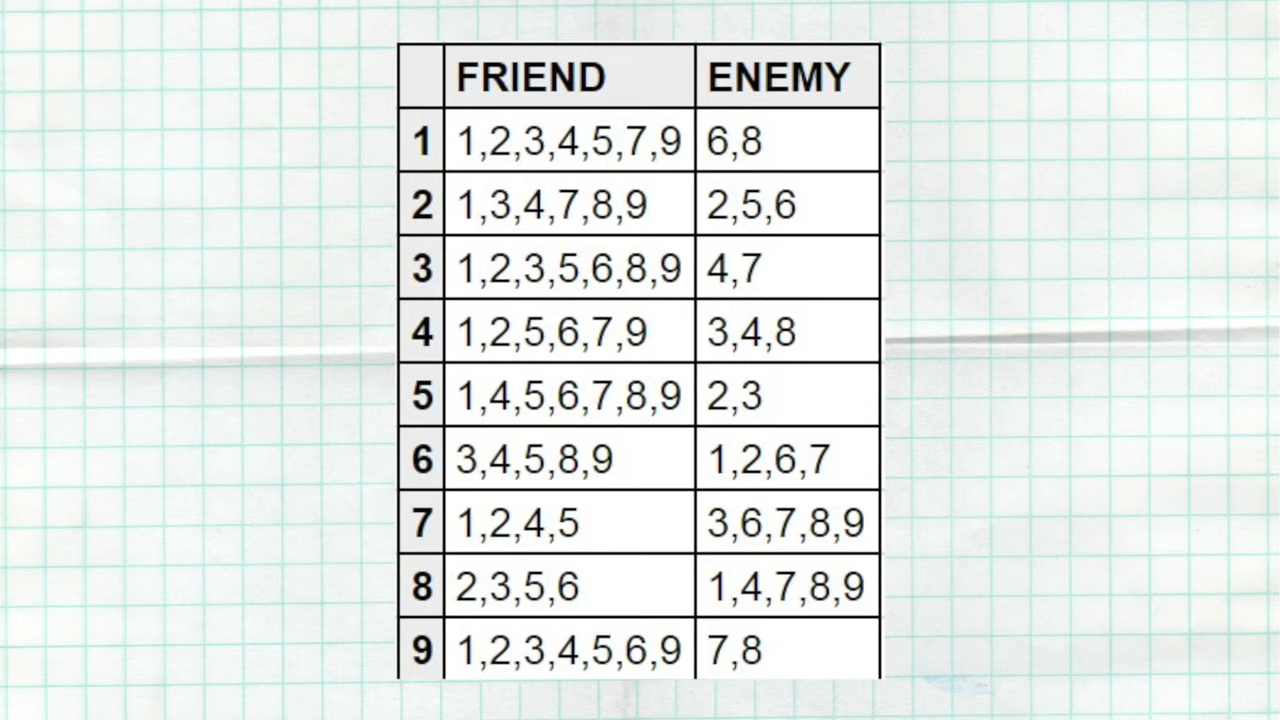 FRIEND ENEMY
1 1,2,3,4,5,7,9 6,8
2 1,3,4,7,8,9 2,5,6
3 1,2,3,5,6,8,9 4,7
4 1,2,5,6,7,9 3,4,8
5 1,4,5,6,7,8,9 2,3
6 3,4,5,8,9 1,2,6,7
7 1,2,4,5 3,6,7,8,9
8 2,3,5,6 1,4,7,8,9
9 1,2,3,4,5,6,9 7,8